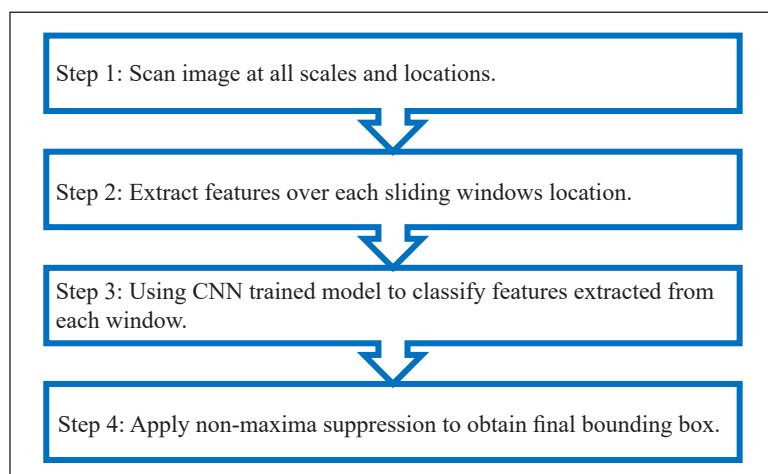 Step 1: Scan image at all scales and locations.
Step 2: Extract features over each sliding windows location.
Step 3: Using CNN trained model to classify features extracted from
each window.
Step 4: Apply non-maxima suppression to obtain final bounding box.